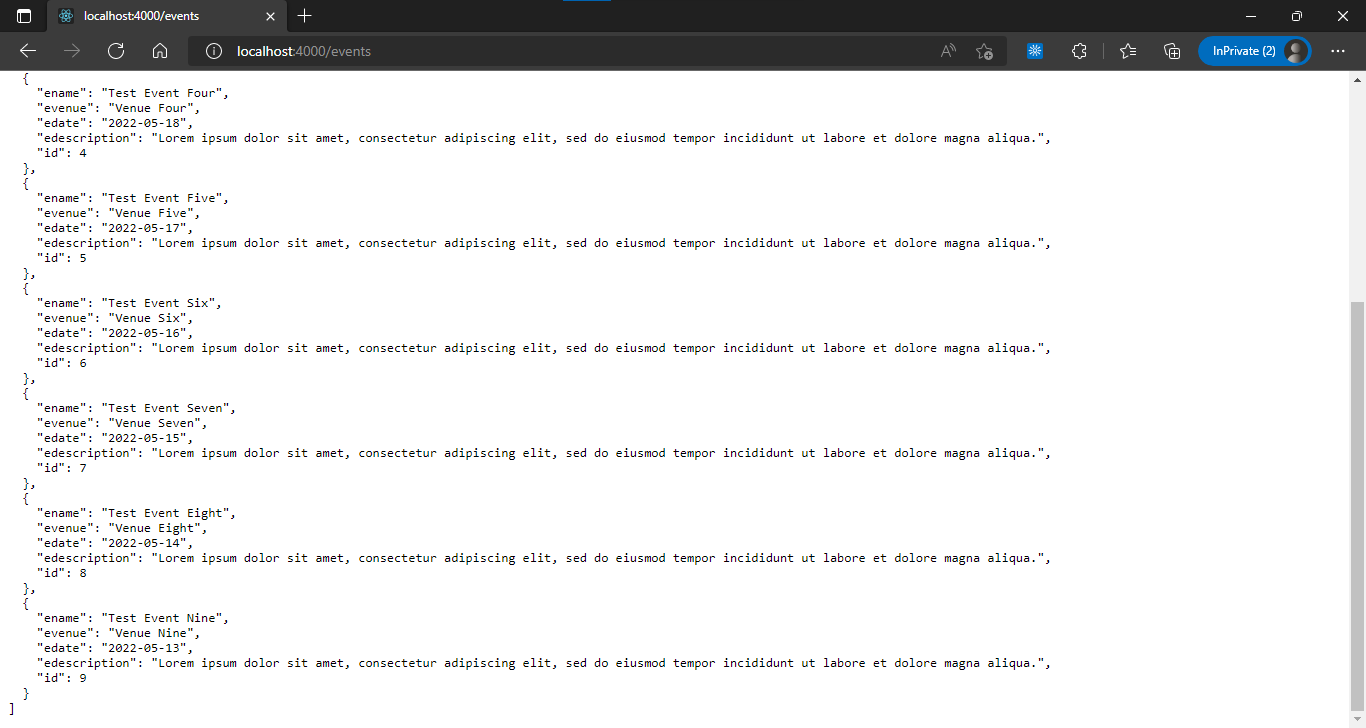 localhost:4000/events
localhost:4000/events
InPrivate (2)
{
"ename": "Test Event Four",
"evenue": "Venue Four",
"edate": "2022-05-18",
"edescription": "Lorem ipsum dolor sit amet, consectetur adipiscing elit, sed do eiusmod tempor incididunt ut labore et dolore magna aliqua.",
"id": 4
},
{
"ename": "Test Event Five",
"evenue": "Venue Five",
"edate": "2022-05-17",
"edescription": "Lorem ipsum dolor sit amet, consectetur adipiscing elit, sed do eiusmod tempor incididunt ut labore et dolore magna aliqua.",
"id": 5
},
{
"ename": "Test Event Six",
"evenue": "Venue Six",
"edate": "2022-05-16",
"edescription": "Lorem ipsum dolor sit amet, consectetur adipiscing elit, sed do eiusmod tempor incididunt ut labore et dolore magna aliqua.",
"id": 6
},
{
"ename": "Test Event Seven",
"evenue": "Venue Seven",
"edate": "2022-05-15",
"edescription": "Lorem ipsum dolor sit amet, consectetur adipiscing elit, sed do eiusmod tempor incididunt ut labore et dolore magna aliqua.",
"id": 7
},
{
"ename": "Test Event Eight",
"evenue": "Venue Eight",
"edate": "2022-05-14",
"edescription": "Lorem ipsum dolor sit amet, consectetur adipiscing elit, sed do eiusmod tempor incididunt ut labore et dolore magna aliqua.",
"id": 8
},
{
"ename": "Test Event Nine",
"evenue": "Venue Nine",
"edate": "2022-05-13",
"edescription": "Lorem ipsum dolor sit amet, consectetur adipiscing elit, sed do eiusmod tempor incididunt ut labore et dolore magna aliqua.",
"id": 9
}
]